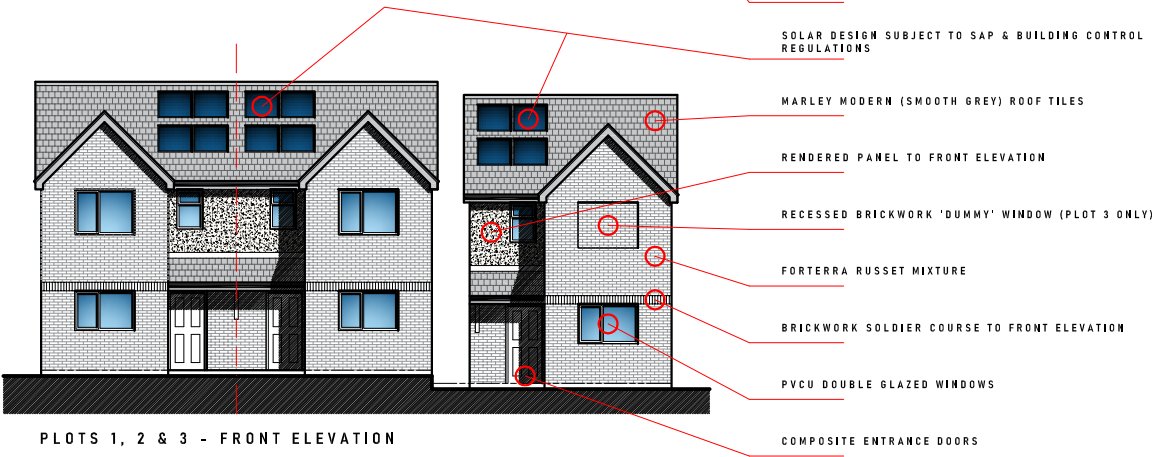 SOLAR DESIGN SUBJECT TO SAP & BUILDING CONTROL
REGULATIONS
MARLEY MODERN (SMOOTH GREY) ROOF TILES
RENDERED PANEL TO FRONT ELEVATION
RECESSED BRICKWORK 'DUMMY' WINDOW (PLOT 3 ONLY)
FORTERRA RUSSET MIXTURE
BRICKWORK SOLDIER COURSE TO FRONT ELEVATION
PVCU DOUBLE GLAZED WINDOWS
COMPOSITE ENTRANCE DOORS
PLOTS 1, 2 & 3 - FRONT ELEVATION